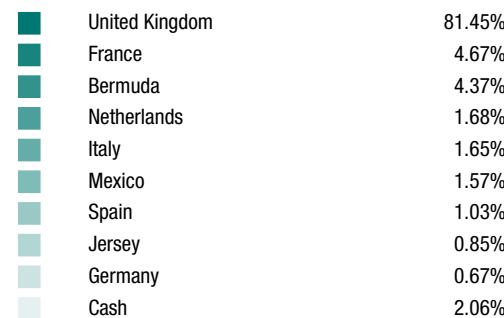 United Kingdom 81.45%
France 4.67%
Bermuda 4.37%
Netherlands 1.68%
Italy 1.65%
Mexico 1.57%
Spain 1.03%
Jersey 0.85%
Germany 0.67%
Cash 2.06%